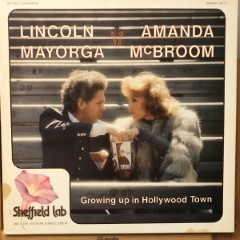 LINCOLN
MAYORGA
AMANDA
McBROOM
Growing up in Hollywood Town
Sheffield Lab